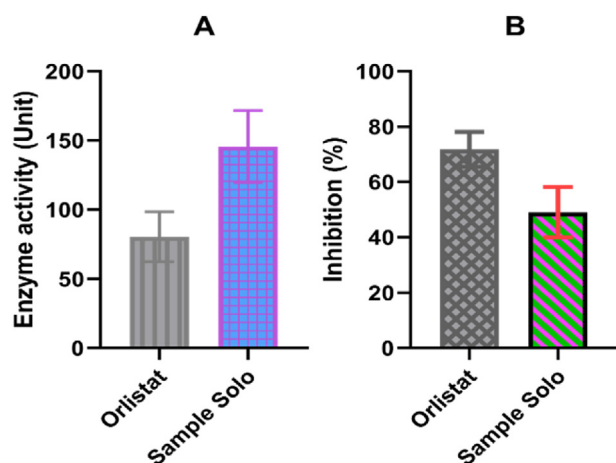 A
Enzyme activity (Unit)
200
150
100
50
0
Orlistat
Sample Solo
B
Inhibition (%)
100
80
60
40
20
0
Orlistat
Sample Solo